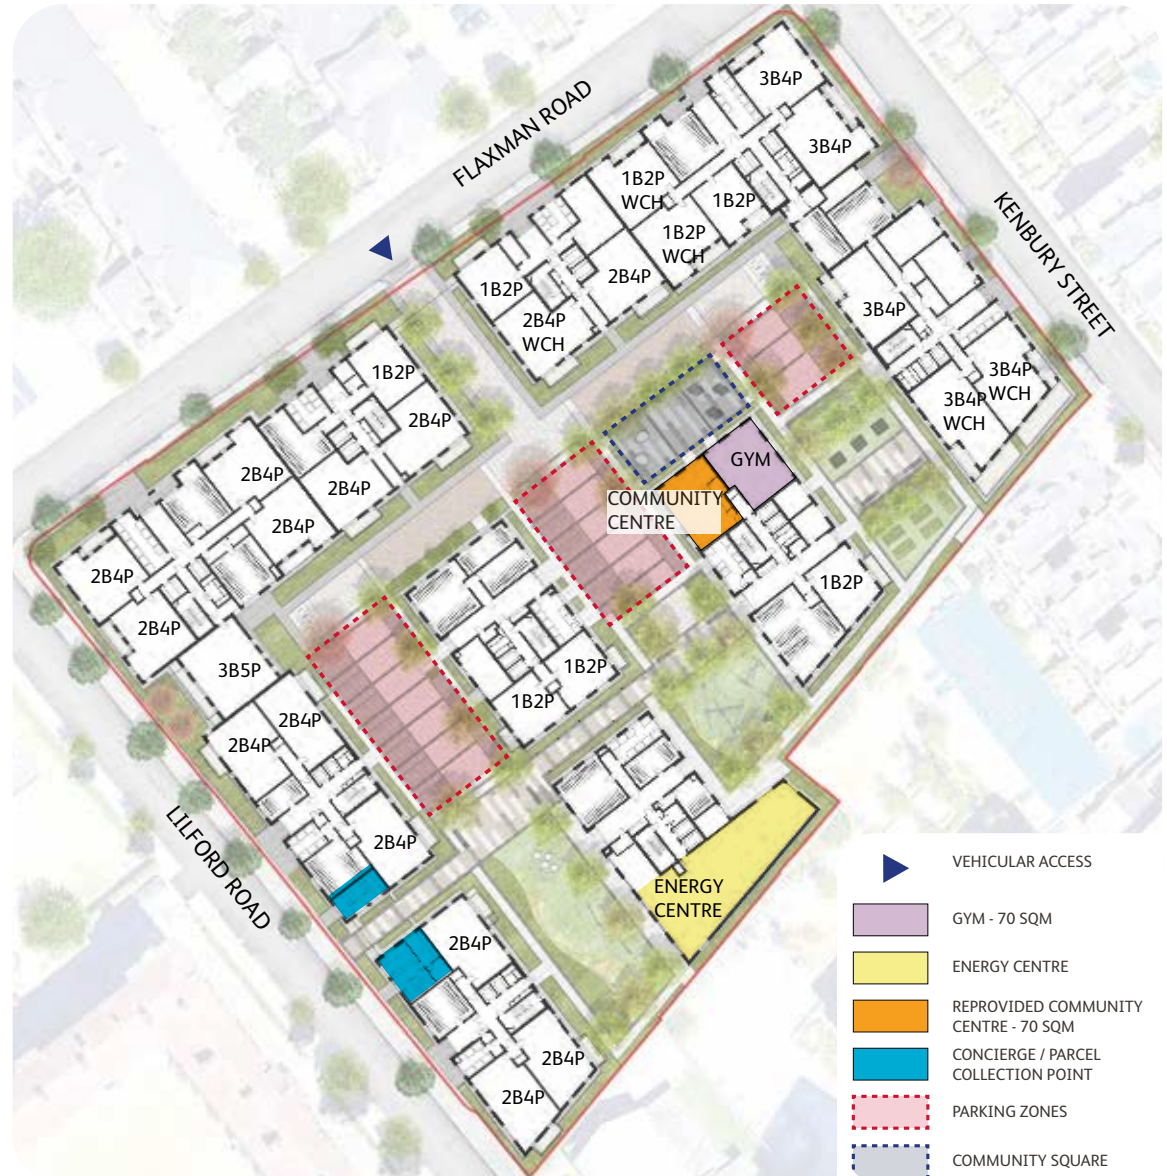 3B4P
FLAXMAN ROAD
3B4P
1B2P
WCH
1B2P
KENBURY STREET
1B2P
WCH
2B4P
1B2P
3B4P
2B4P
WCH
1B2P
3B4P
WCH
3B4P
WCH
2B4P
GYM
2B4P
2B4P
COMMUNITY
CENTRE
2B4P
2B4P
1B2P
2B4P
3B5P
1B2P
1B2P
2B4P
2B4P
LILFORD ROAD
2B4P
ENERGY
CENTRE
2B4P
2B4P
2B4P
VEHICULAR ACCESS
GYM - 70 SQM
ENERGY CENTRE
REPROVIDED COMMUNITY
CENTRE - 70 SQM
CONCIERGE / PARCEL
COLLECTION POINT
PARKING ZONES
COMMUNITY SQUARE